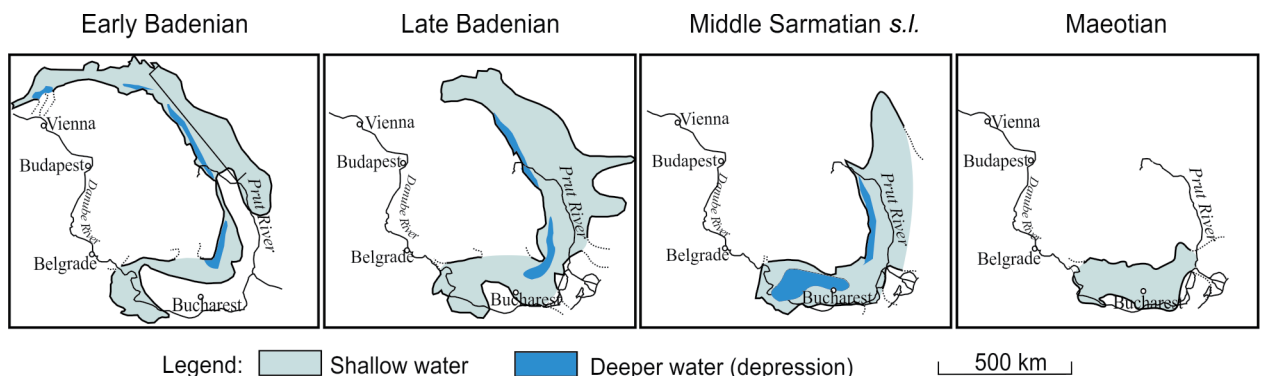 Early Badenian
Late Badenian
Middle Sarmatian s.l.
Maeotian
Vienna
Budapest
Danube River
Belgrade
Bucharest
Prut River
Vienna
Budapest
Danube River
Belgrade
Bucharest
Prut River
Vienna
Budapest
Danube River
Belgrade
Bucharest
Prut River
Vienna
Budapest
Danube River
Belgrade
Bucharest
Prut River
Legend: Shallow water Deeper water (depression) 500 km